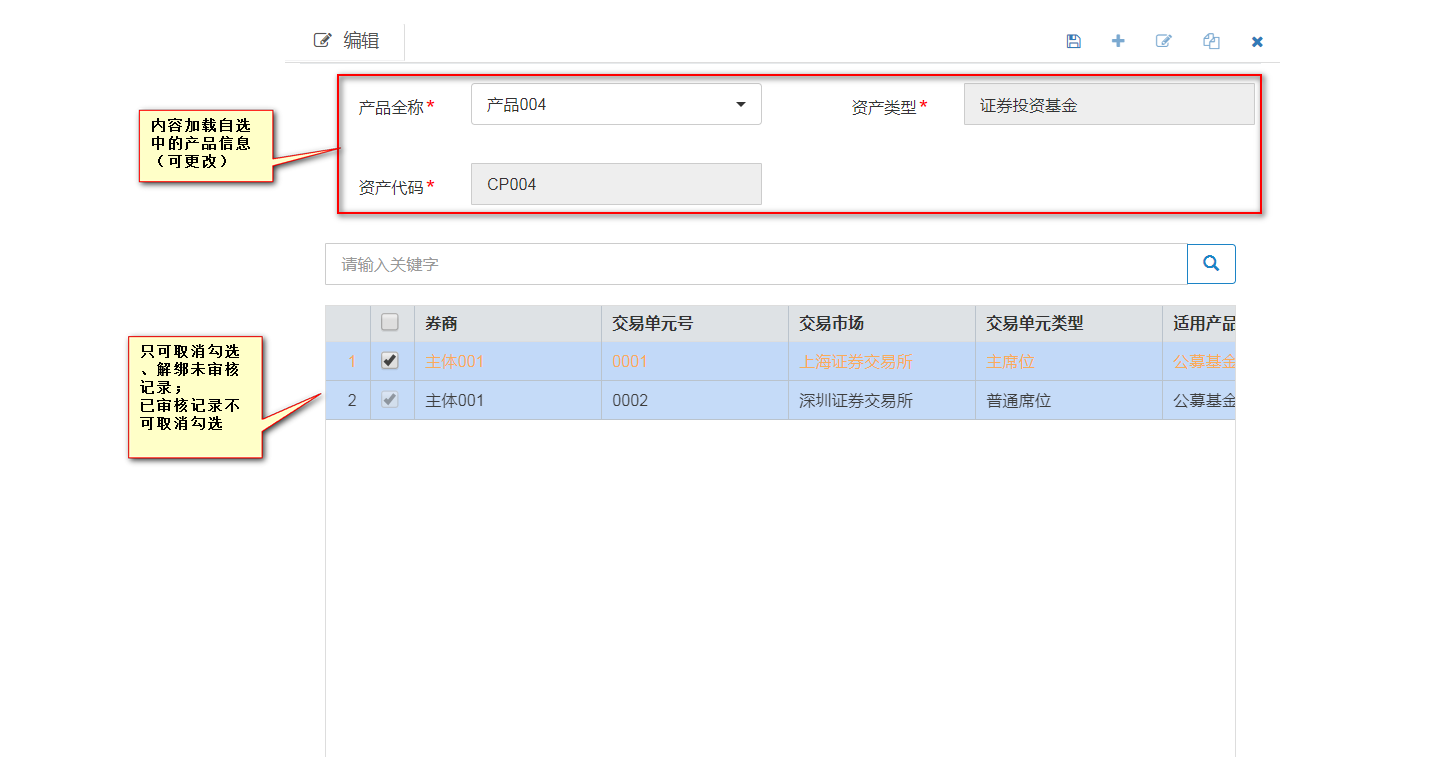 编辑
产品全称* 产品004 资产类型* 证券投资基金
内容加载自选
中的产品信息
（可更改）
资产代码* CP004
请输入关键字
券商 交易单元号 交易市场 交易单元类型 适用产品
1 主体001 0001 上海证券交易所 主席位 公募基金
2 主体001 0002 深圳证券交易所 普通席位 公募基金
只可取消勾选
、解绑未审核
记录；
已审核记录不
可取消勾选